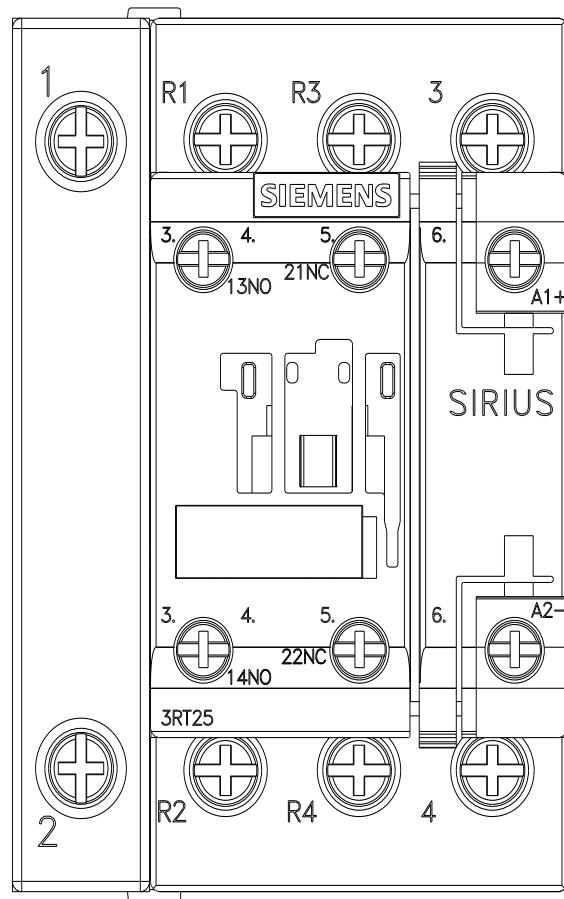 1
R1 R3 3
SIEMENS
3. 4. 5. 6.
13NO 21NC
A1+
SIRIUS
3. 4. 5. 6.
A2-
14NO 22NC
3RT25
R2 R4 4
2